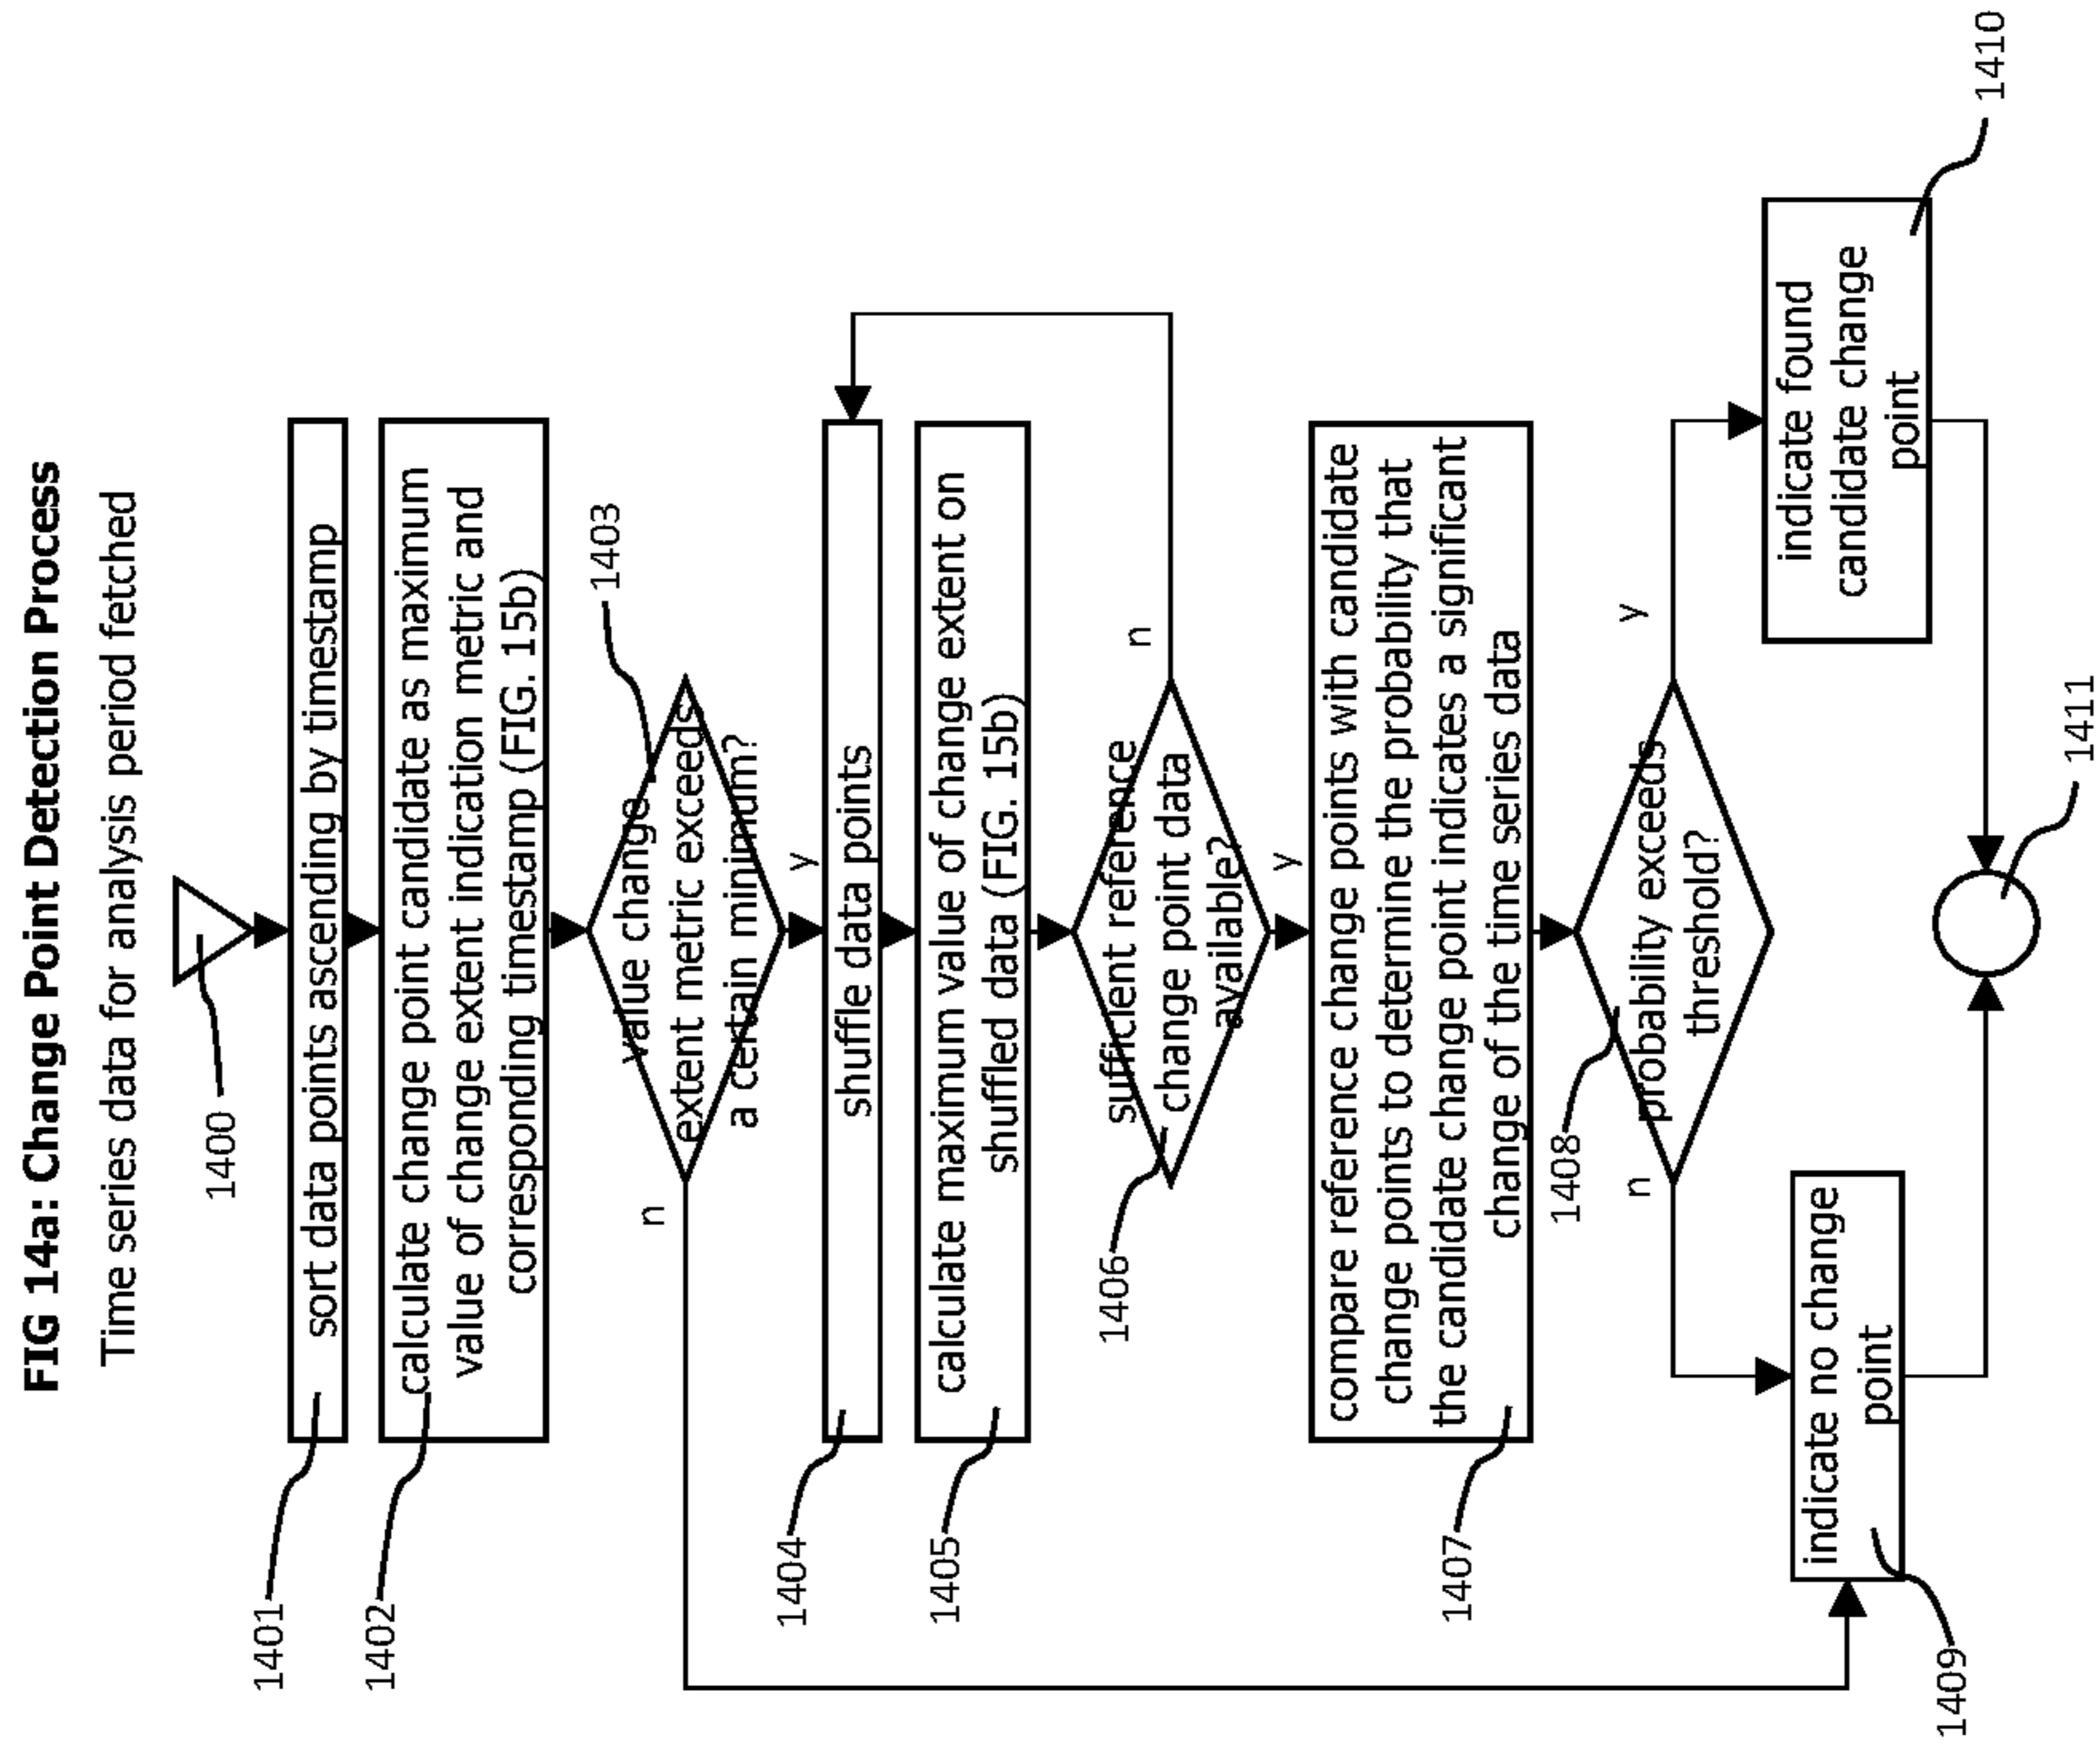 FIG 14a: Change Point Detection Process
Time series data for analysis period fetched
1400
1401
sort data points ascending by timestamp
1402
calculate change point candidate as maximum
value of change extent indication metric and
corresponding timestamp (FIG. 15b)
1403
value change
extent metric exceeds
a certain minimum?
n
y
1404
shuffle data points
1405
calculate maximum value of change extent on
shuffled data (FIG. 15b)
1406
sufficient reference
change point data
available?
n
y
1407
compare reference change points with candidate
change points to determine the probability that
the candidate change point indicates a significant
change of the time series data
1408
probability exceeds
threshold?
n
y
1409
indicate no change
point
indicate found
candidate change
point
1410
1411